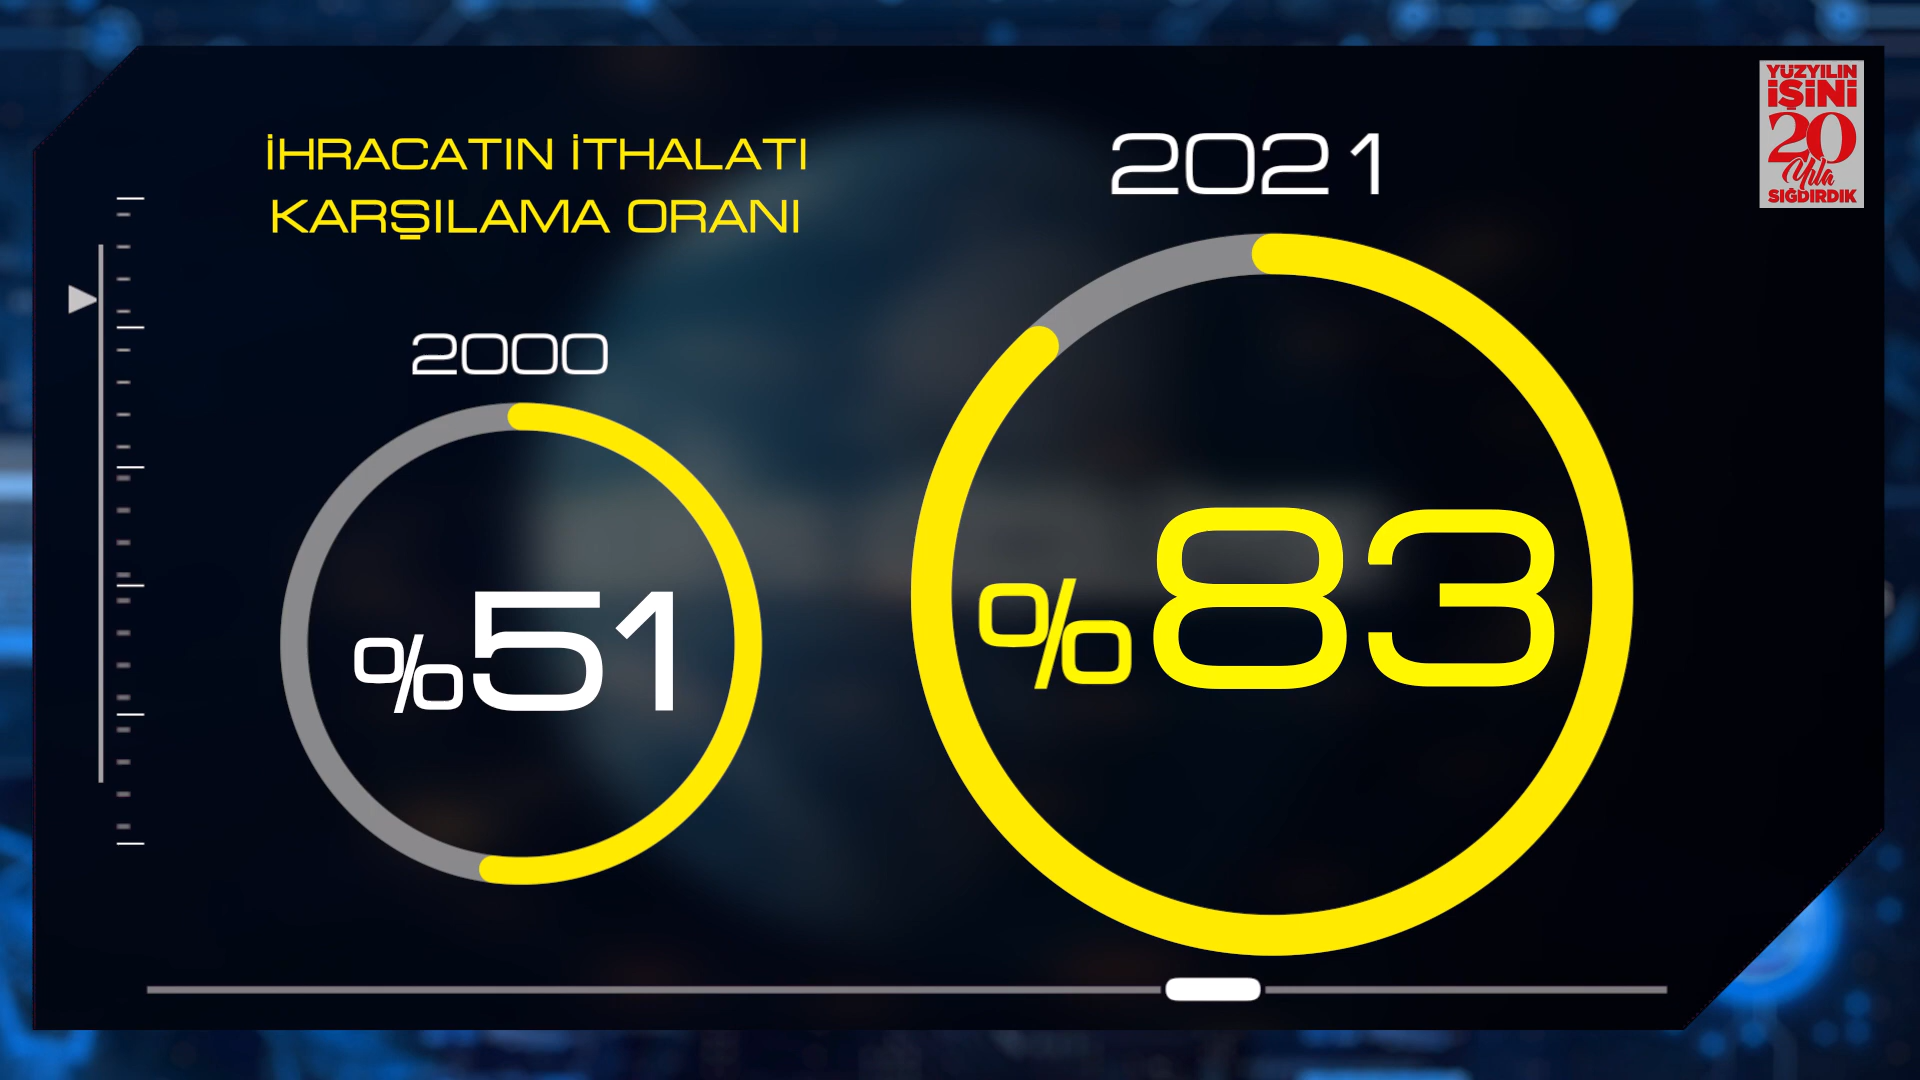 İHRACATIN İTHALATI
KARŞILAMA ORANI
2000
%51
2021
%83
YÜZYILIN
İŞİNİ
20
Yıla
SIĞDIRDIK